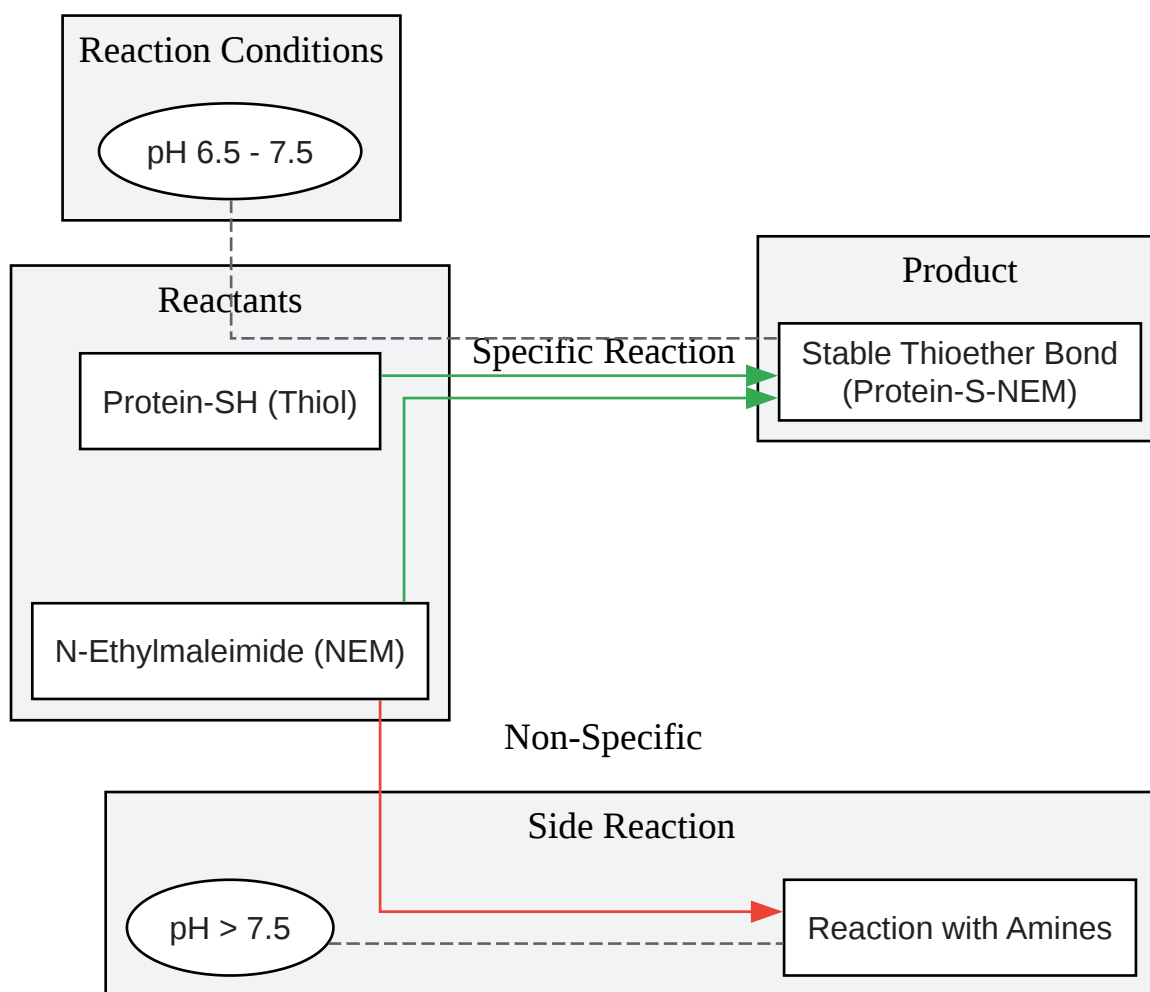 Reaction Conditions
pH 6.5 - 7.5
Reactants
Product
Protein-SH (Thiol)
Specific Reaction
Stable Thioether Bond
(Protein-S-NEM)
N-Ethylmaleimide (NEM)
Non-Specific
Side Reaction
pH > 7.5
Reaction with Amines